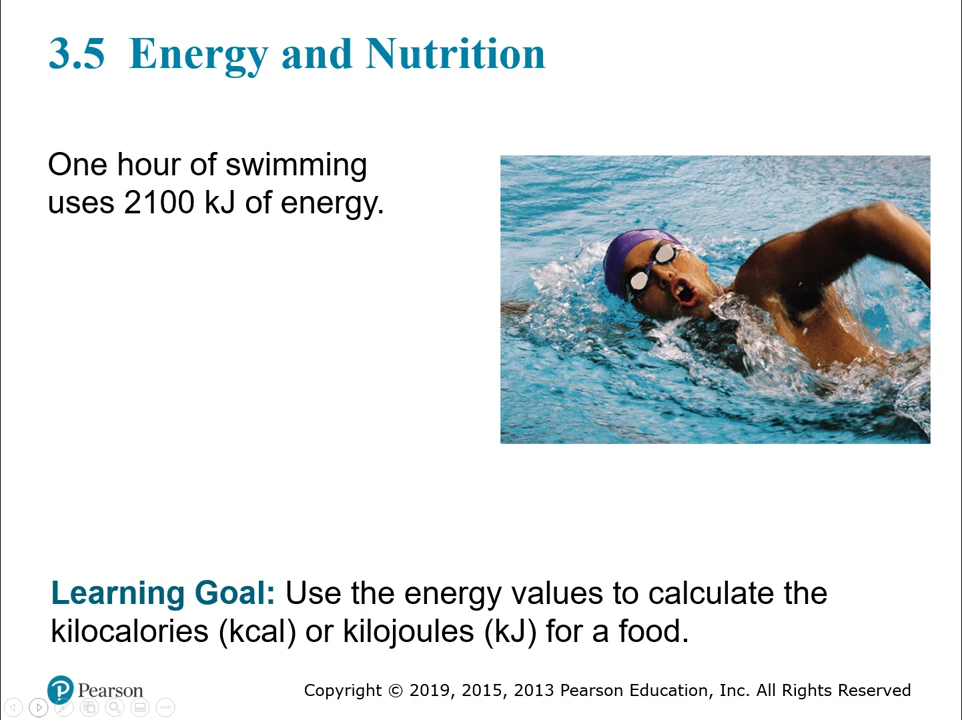 3.5 Energy and Nutrition
One hour of swimming
uses 2100 kJ of energy.
Learning Goal: Use the energy values to calculate the
kilocalories (kcal) or kilojoules (kJ) for a food.
Pearson
Copyright © 2019, 2015, 2013 Pearson Education, Inc. All Rights Reserved